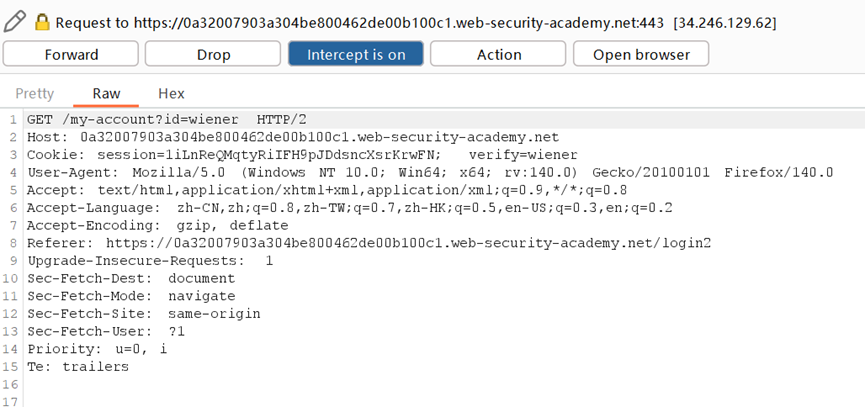 Request to https://0a32007903a304be800462de00b100c1.web-security-academy.net:443 [34.246.129.62]
Forward Drop Intercept is on Action Open browser
Pretty Raw Hex
1 GET /my-account?id=wiener HTTP/2
2 Host: 0a32007903a304be800462de00b100c1.web-security-academy.net
3 Cookie: session=1iLnReQMqtyRiIFH9pJDdsncXsrKrwFN; verify=wiener
4 User-Agent: Mozilla/5.0 (Windows NT 10.0; Win64; x64; rv:140.0) Gecko/20100101 Firefox/140.0
5 Accept: text/html,application/xhtml+xml,application/xml;q=0.9,*/*;q=0.8
6 Accept-Language: zh-CN,zh;q=0.8,zh-TW;q=0.7,zh-HK;q=0.5,en-US;q=0.3,en;q=0.2
7 Accept-Encoding: gzip, deflate
8 Referer: https://0a32007903a304be800462de00b100c1.web-security-academy.net/login2
9 Upgrade-Insecure-Requests: 1
10 Sec-Fetch-Dest: document
11 Sec-Fetch-Mode: navigate
12 Sec-Fetch-Site: same-origin
13 Sec-Fetch-User: ?1
14 Priority: u=0, i
15 Te: trailers
16
17